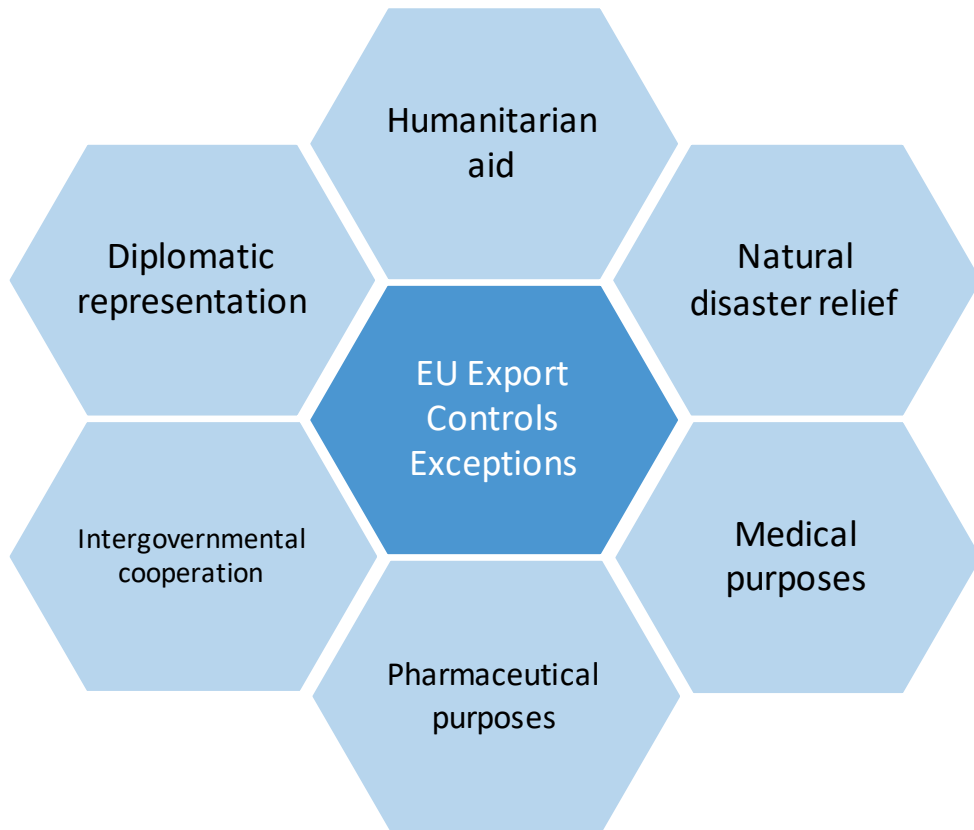 Humanitarian
aid
Diplomatic
representation
Natural
disaster relief
EU Export
Controls
Exceptions
Intergovernmental
cooperation
Medical
purposes
Pharmaceutical
purposes